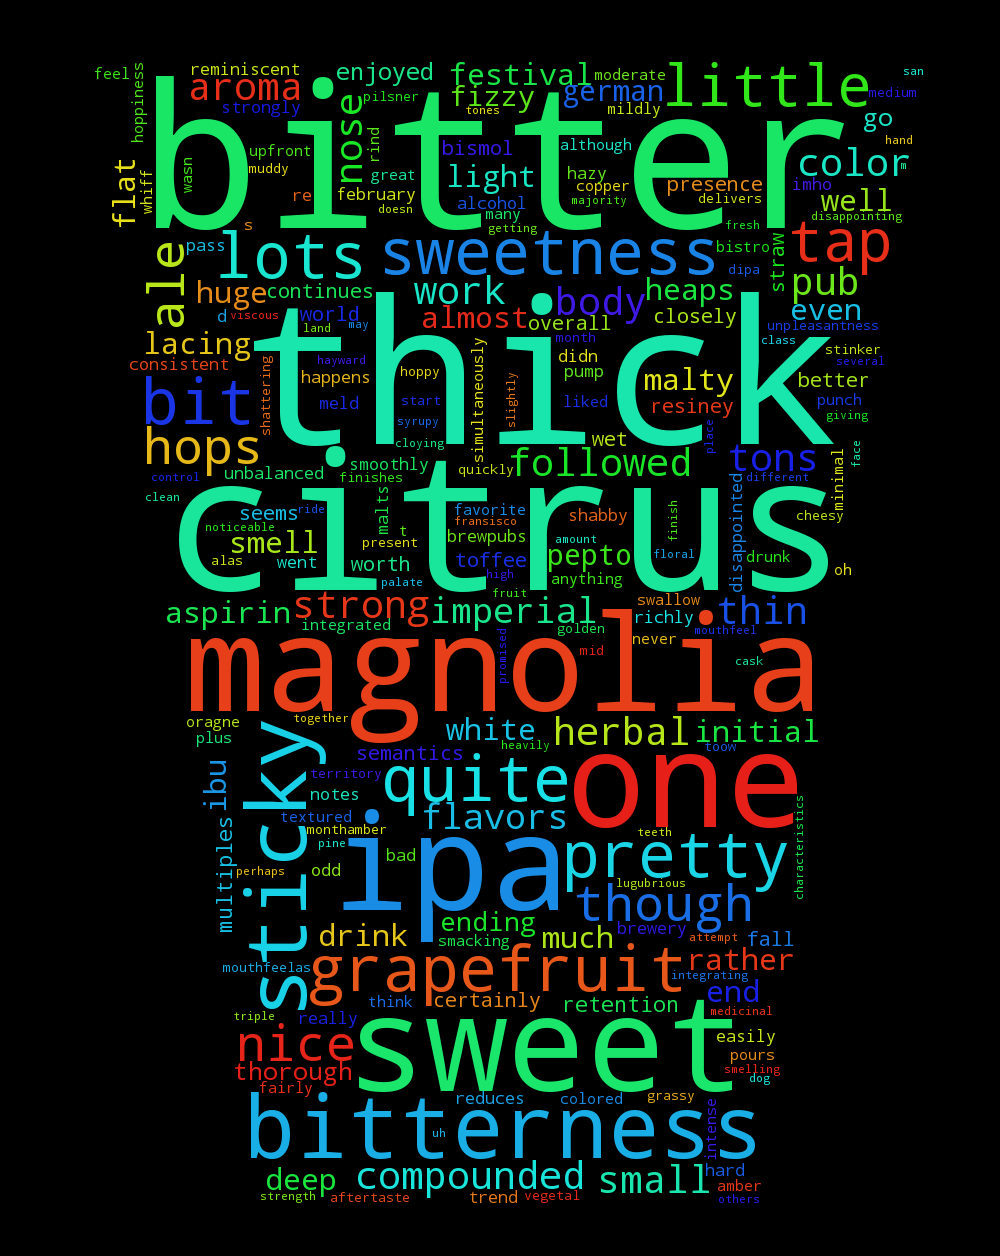 feel
hoppiness
reminiscent
aroma
strongly
enjoyed
pilsner
festival
fizzy
tones
moderate
german
mildly
little
san
medium
go
hand
bitter
nose
rind
upfront
muddy
wasn
flat
whiff
re
s
february
great
doesn
light
bismol
alcohol
many
getting
although
hazy
copper
majority
presence
delivers
fresh
color
m
imho
well
disappointing
pass
lots
sweetness
bistro
dipa
straw
tap
ale
huge
continues
work
body
heaps
pub
d
viscous
world
land
may
almost
overall
closely
month
even
unpleasantness
class
lacing
consistent
thick
shattering
happens
hayward
hoppy
simultaneously
didn
pump
malty
stinker
several
better
bit
meld
start
syrupy
slightly
liked
resiney
punch
giving
hops
cloying
wet
place
face
unbalanced
smoothly
finishes
quickly
followed
tons
different
minimal
control
clean
citrus
seems
ride
noticeable
malts
t
favorite
fransisco
brewpubs
shabby
finish
disappointed
cheesy
smell
alas
went
present
worth
palate
toffee
high
amount
pepto
anything
floral
drunk
oh
fruit
aspirin
strong
integrated
imperial
golden
swallow
richly
thin
mouthfeel
never
magnolia
promised
mid
cask
oragne
plus
together
white
heavily
herbal
initial
toow
semantics
territory
sticky
ibu
notes
quite
one
textured
monthamber
pine
flavors
teeth
characteristics
multiples
perhaps
odd
bad
ipa
pretty
lugubrious
though
drink
ending
smacking
much
brewery
attempt
fall
mouthfeelas
grapefruit
rather
integrating
think
certainly
retention
end
medicinal
triple
really
nice
sweet
easily
pours
smelling
dog
thorough
fairly
reduces
colored
grassy
bitterness
uh
intense
hard
deep
compounded
small
amber
strength
aftertaste
trend
vegetal
others